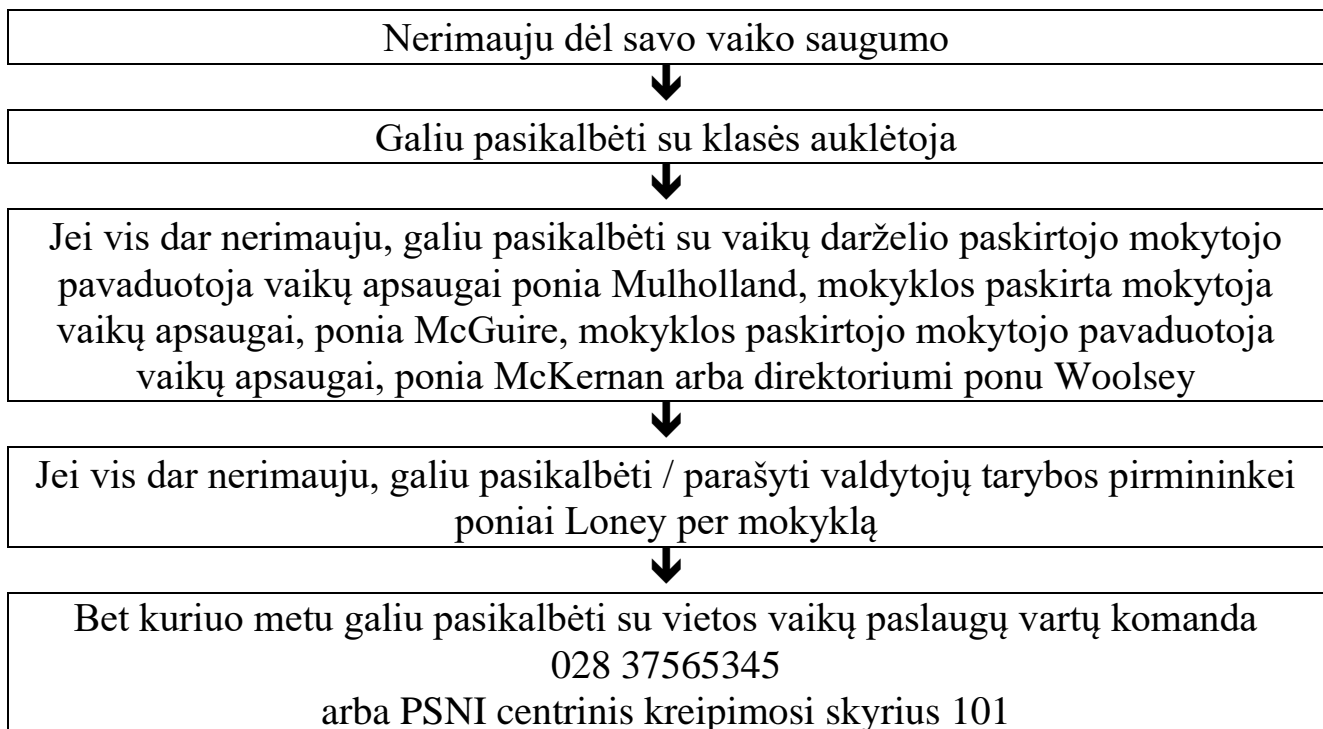 Nerimauju dėl savo vaiko saugumo
Galiu pasikalbėti su klasės auklėtoja
Jei vis dar nerimauju, galiu pasikalbėti su vaikų darželio paskirtojo mokytojo
pavaduotoja vaikų apsaugai ponia Mulholland, mokyklos paskirta mokytoja
vaikų apsaugai, ponia McGuire, mokyklos paskirtojo mokytojo pavaduotoja
vaikų apsaugai, ponia McKernan arba direktoriumi ponu Woolsey
Jei vis dar nerimauju, galiu pasikalbėti / parašyti valdytojų tarybos pirmininkei
poniai Loney per mokyklą
Bet kuriuo metu galiu pasikalbėti su vietos vaikų paslaugų vartų komanda
028 37565345
arba PSNI centrinis kreipimosi skyrius 101